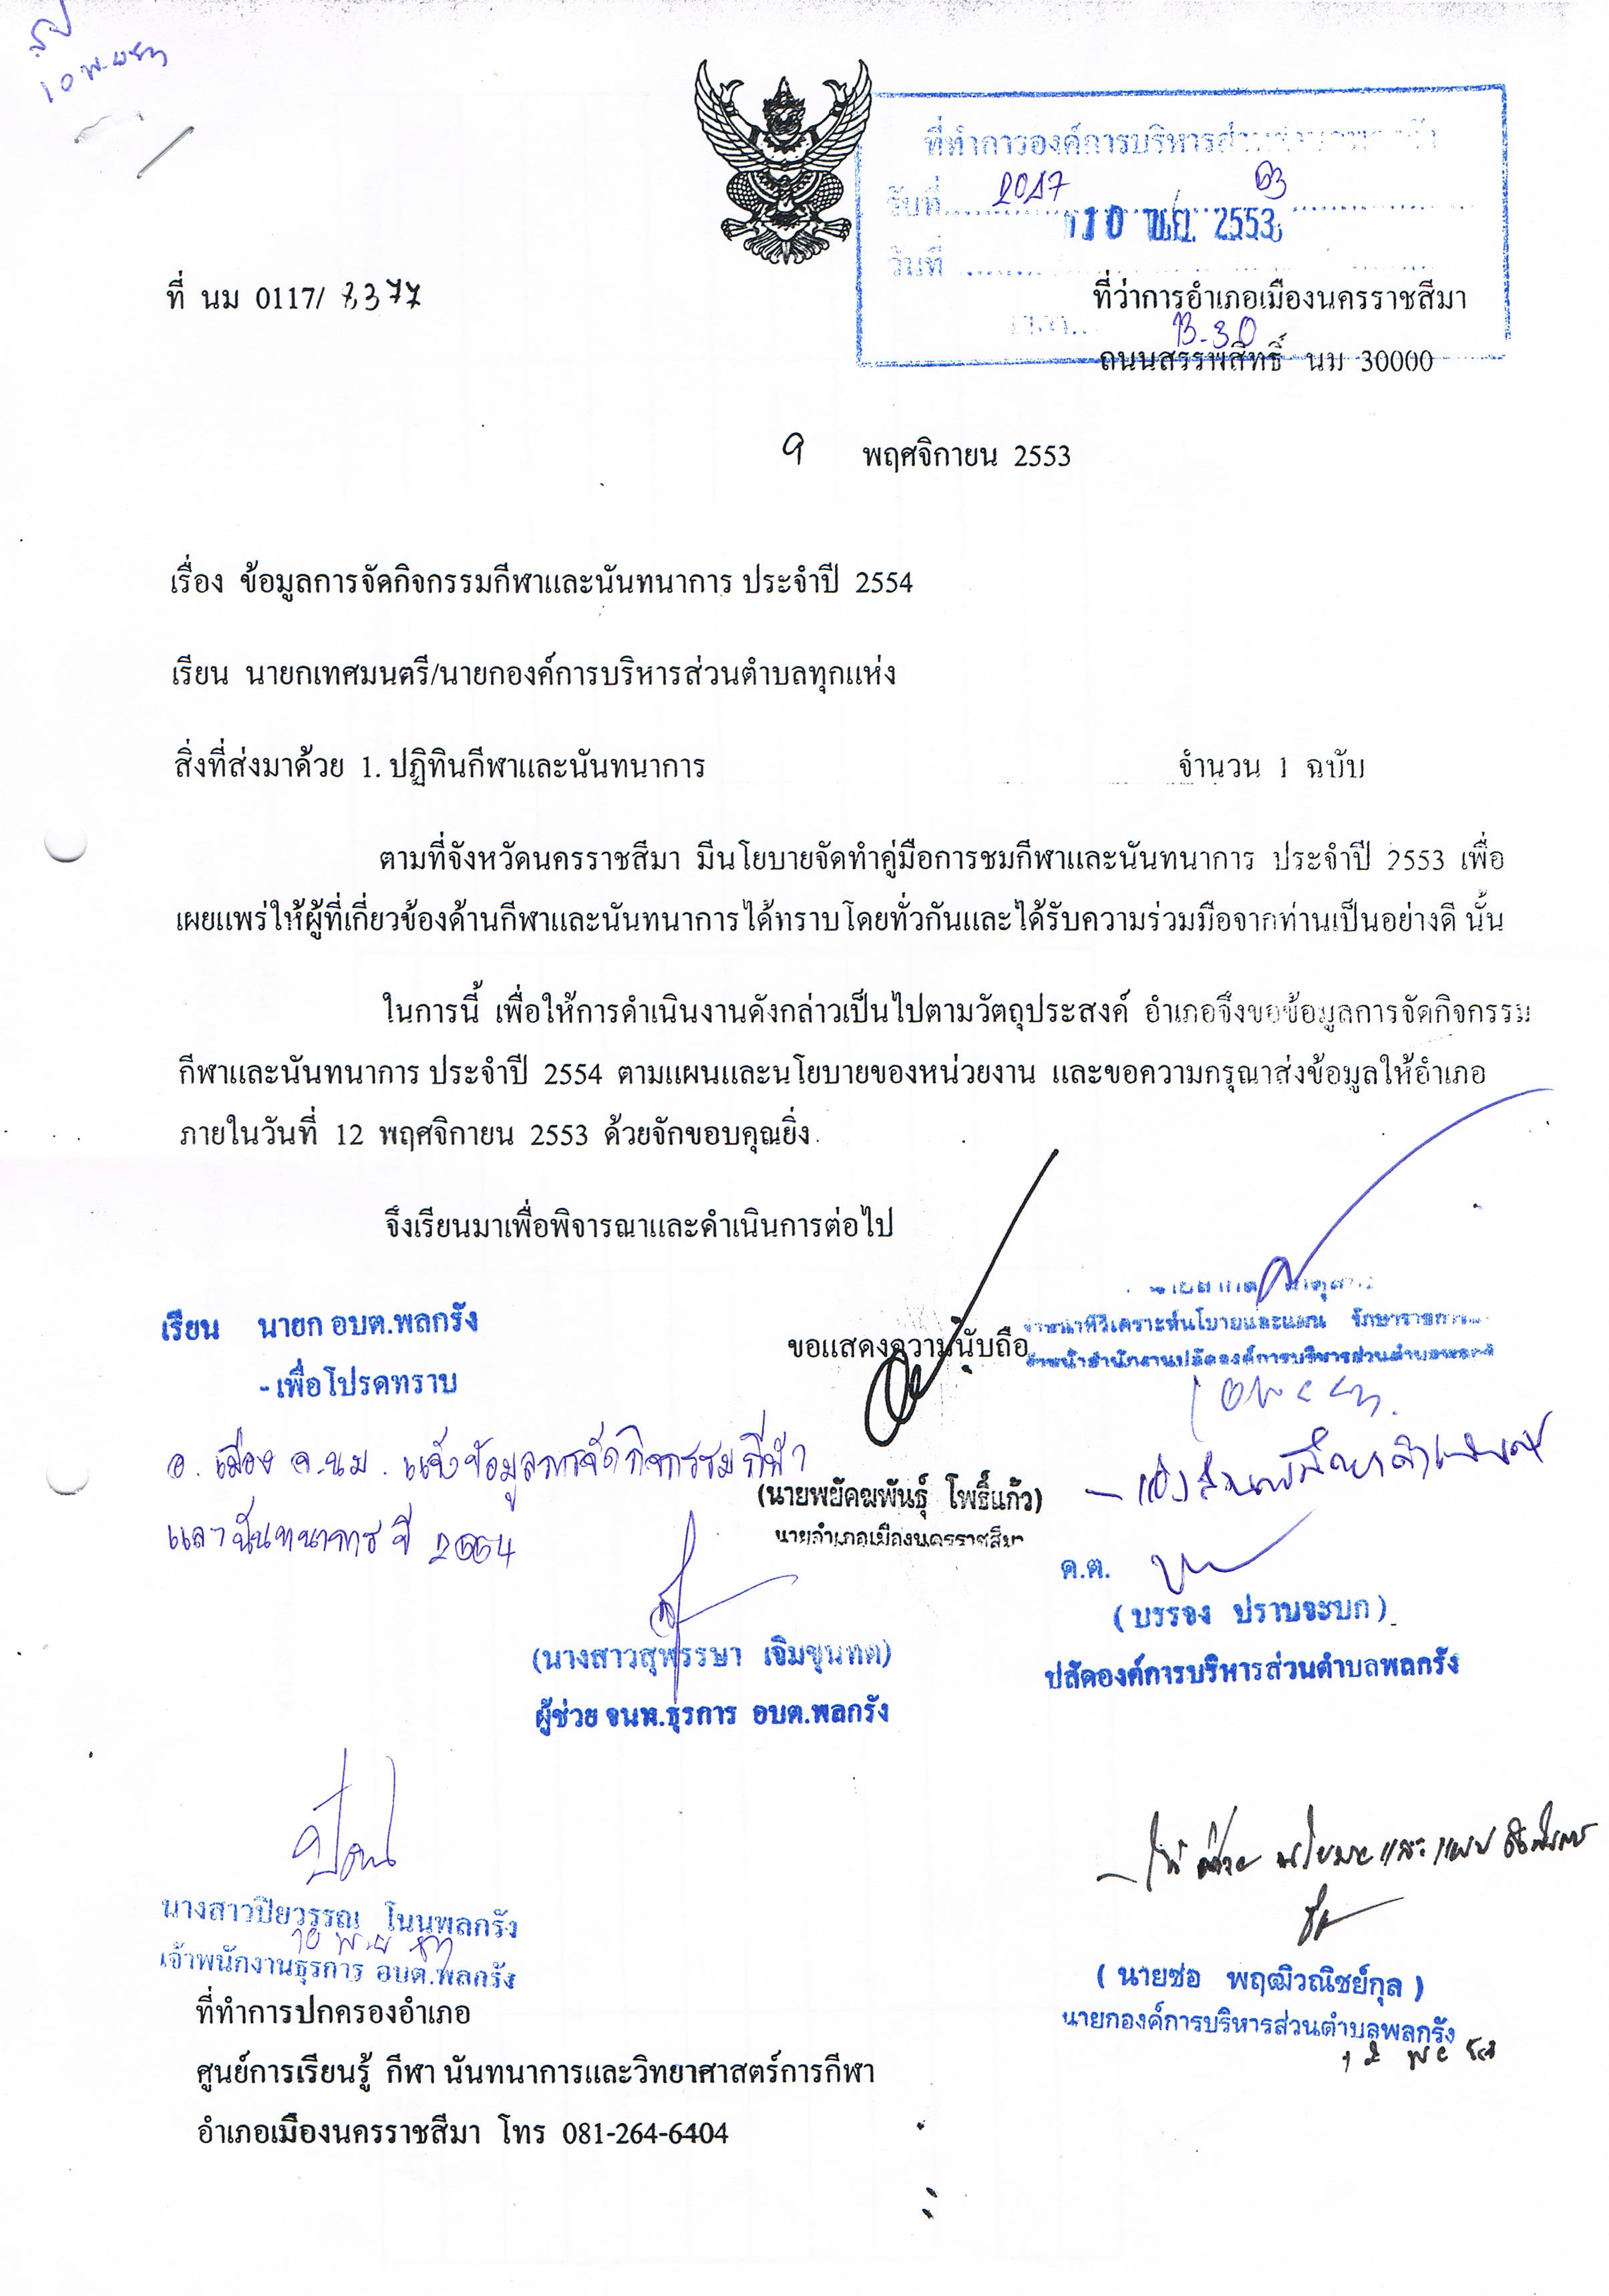 ที่ทำการองค์การบริหารส่วน
รับที่ 2017
10 พ.ย. 2553
วันที่
13-30
ที่ นม 0117/ 8377
ที่ว่าการอำเภอเมืองนครราชสีมา
ถนนสรรพสิทธิ์ นม 30000
9 พฤศจิกายน 2553
เรื่อง ข้อมูลการจัดกิจกรรมกีฬาและนันทนาการ ประจำปี 2554
เรียน นายกเทศมนตรี/นายกองค์การบริหารส่วนตำบลทุกแห่ง
สิ่งที่ส่งมาด้วย 1. ปฏิทินกีฬาและนันทนาการ จำนวน 1 ฉบับ
ตามที่จังหวัดนครราชสีมา มีนโยบายจัดทำคู่มือการชมกีฬาและนันทนาการ ประจำปี 2553 เพื่อ
เผยแพร่ให้ผู้ที่เกี่ยวข้องด้านกีฬาและนันทนาการได้ทราบโดยทั่วกันและได้รับความร่วมมือจากท่านเป็นอย่างดี นั้น
ในการนี้ เพื่อให้การดำเนินงานดังกล่าวเป็นไปตามวัตถุประสงค์ อำเภอจึงขอข้อมูลการจัดกิจกรรม
กีฬาและนันทนาการ ประจำปี 2554 ตามแผนและนโยบายของหน่วยงาน และขอความกรุณาส่งข้อมูลให้อำเภอ
ภายในวันที่ 12 พฤศจิกายน 2553 ด้วยจักขอบคุณยิ่ง
จึงเรียนมาเพื่อพิจารณาและดำเนินการต่อไป
เรียน นายก อบต.พลกรัง
- เพื่อโปรดทราบ
อ. เมือง จ.นม. แจ้งข้อมูลการจัดกิจกรรมกีฬา
และนันทนาการ ปี 2554
ขอแสดงความนับถือ
(นายพยัคฆพันธุ์ โพธิ์แก้ว)
นายอำเภอเมืองนครราชสีมา
เจ้าหน้าที่วิเคราะห์นโยบายและแผน รักษาราชการ
หัวหน้าสำนักงานปลัดองค์การบริหารส่วนตำบลพลกรัง
(นางสาวสุพรรษา เจิมขุนทด)
ผู้ช่วย จนท.ธุรการ อบต.พลกรัง
ด.ต.
(บรรจง ปราบจะบก)
ปลัดองค์การบริหารส่วนตำบลพลกรัง
นางสาวปิยวรรณ โนนพลกรัง
เจ้าพนักงานธุรการ อบต.พลกรัง
(นายช่อ พฤฒิวณิชย์กุล)
นายกองค์การบริหารส่วนตำบลพลกรัง
ที่ทำการปกครองอำเภอ
ศูนย์การเรียนรู้ กีฬา นันทนาการและวิทยาศาสตร์การกีฬา
อำเภอเมืองนครราชสีมา โทร 081-264-6404